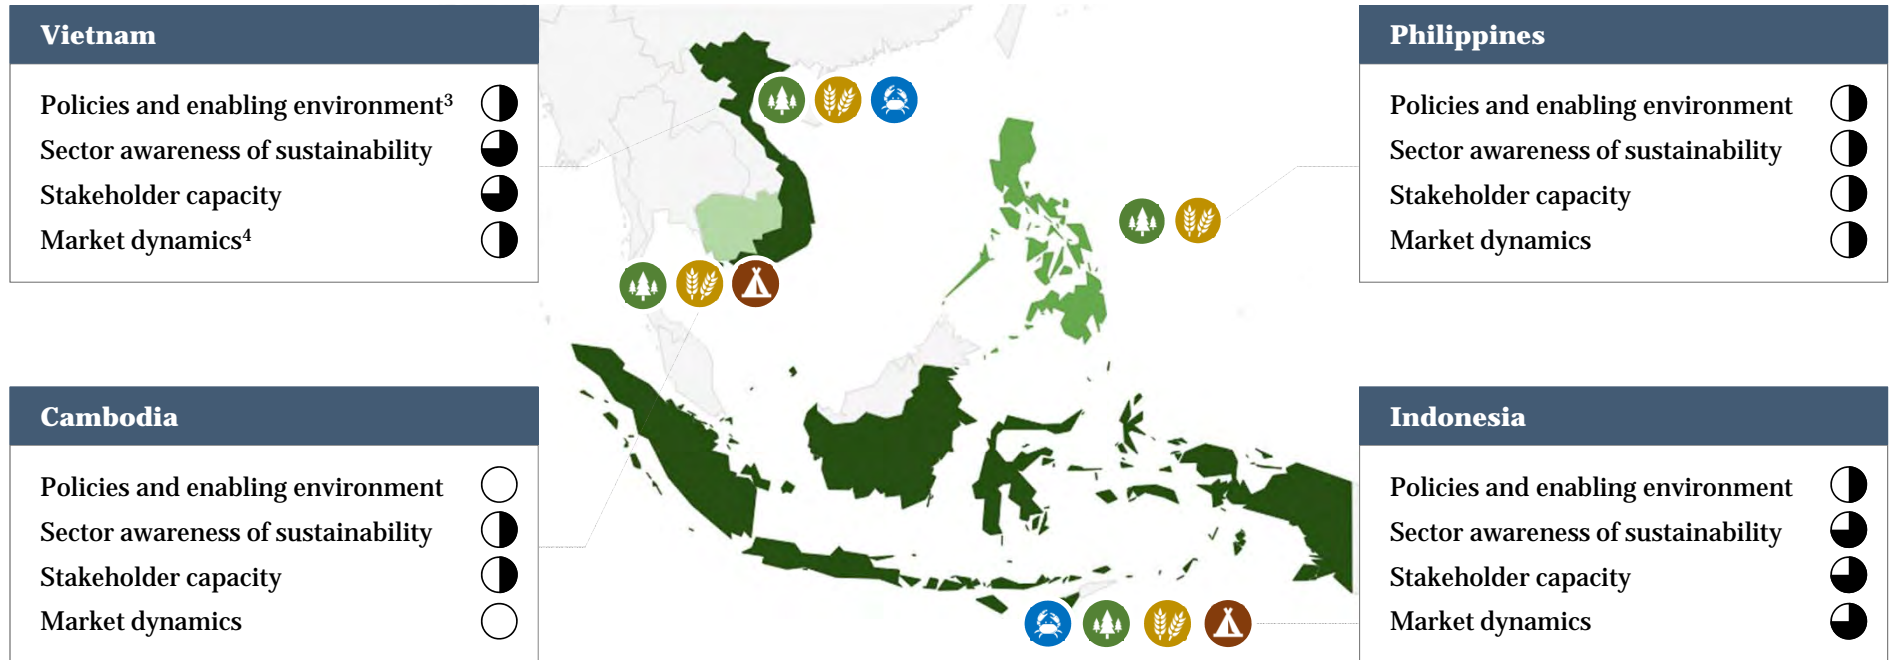 Vietnam
Policies and enabling environment³
Sector awareness of sustainability
Stakeholder capacity
Market dynamics⁴
Philippines
Policies and enabling environment
Sector awareness of sustainability
Stakeholder capacity
Market dynamics
Cambodia
Policies and enabling environment
Sector awareness of sustainability
Stakeholder capacity
Market dynamics
Indonesia
Policies and enabling environment
Sector awareness of sustainability
Stakeholder capacity
Market dynamics